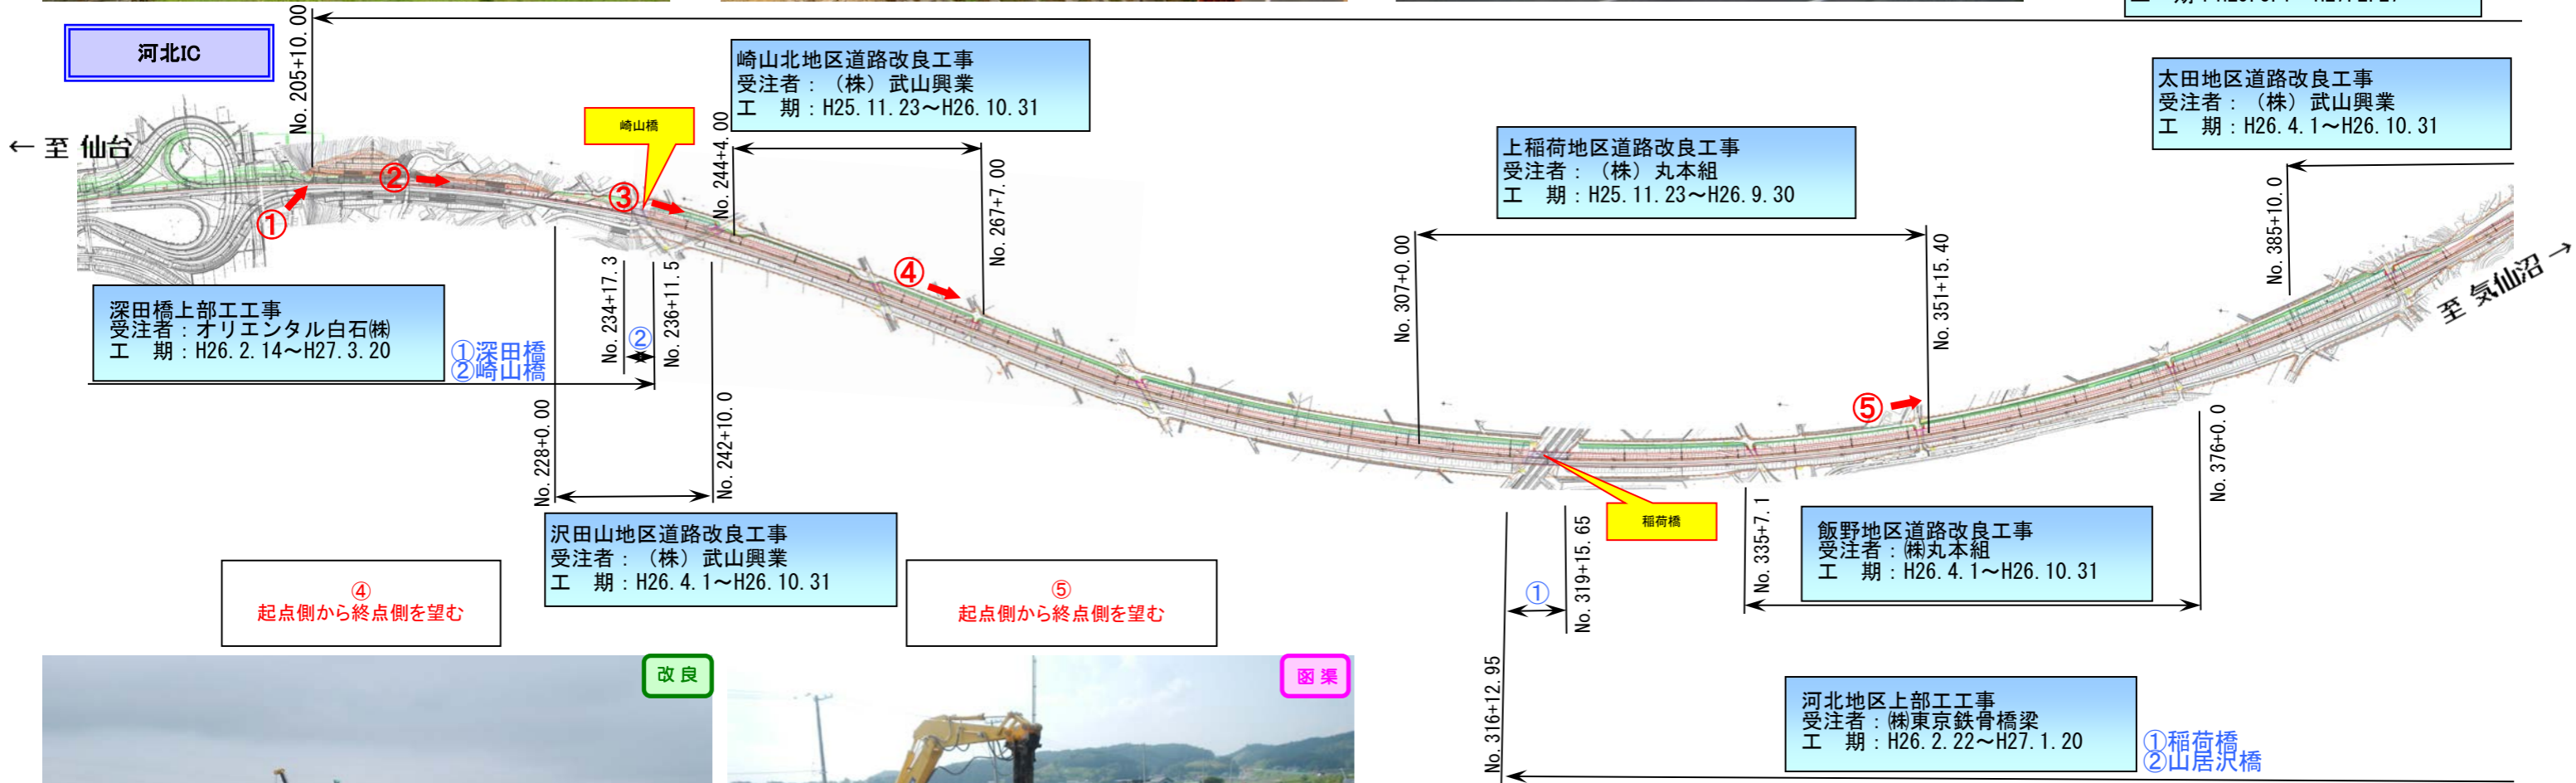 河北IC
← 至 仙台
No. 205+10. 00
崎山北地区道路改良工事
受注者：（株）武山興業
工　期：H25. 11. 23～H26. 10. 31
崎山橋
No. 244+4. 00
No. 267+7. 00
太田地区道路改良工事
受注者：（株）武山興業
工　期：H26. 4. 1～H26. 10. 31
上稲荷地区道路改良工事
受注者：（株）丸本組
工　期：H25. 11. 23～H26. 9. 30
No. 385+10. 0
至 気仙沼 →
①
②
③
④
⑤
No. 307+0. 00
No. 351+15. 40
深田橋上部工工事
受注者：オリエンタル白石㈱
工　期：H26. 2. 14～H27. 3. 20
①深田橋
②崎山橋
No. 234+17. 3
②
No. 236+11. 5
No. 228+0. 00
No. 242+10. 0
沢田山地区道路改良工事
受注者：（株）武山興業
工　期：H26. 4. 1～H26. 10. 31
稲荷橋
No. 316+12. 95
①
No. 319+15. 65
No. 335+7. 1
No. 376+0. 0
飯野地区道路改良工事
受注者：㈱丸本組
工　期：H26. 4. 1～H26. 10. 31
④
起点側から終点側を望む
⑤
起点側から終点側を望む
改良
函渠
河北地区上部工工事
受注者：㈱東京鉄骨橋梁
工　期：H26. 2. 22～H27. 1. 20
①稲荷橋
②山居沢橋